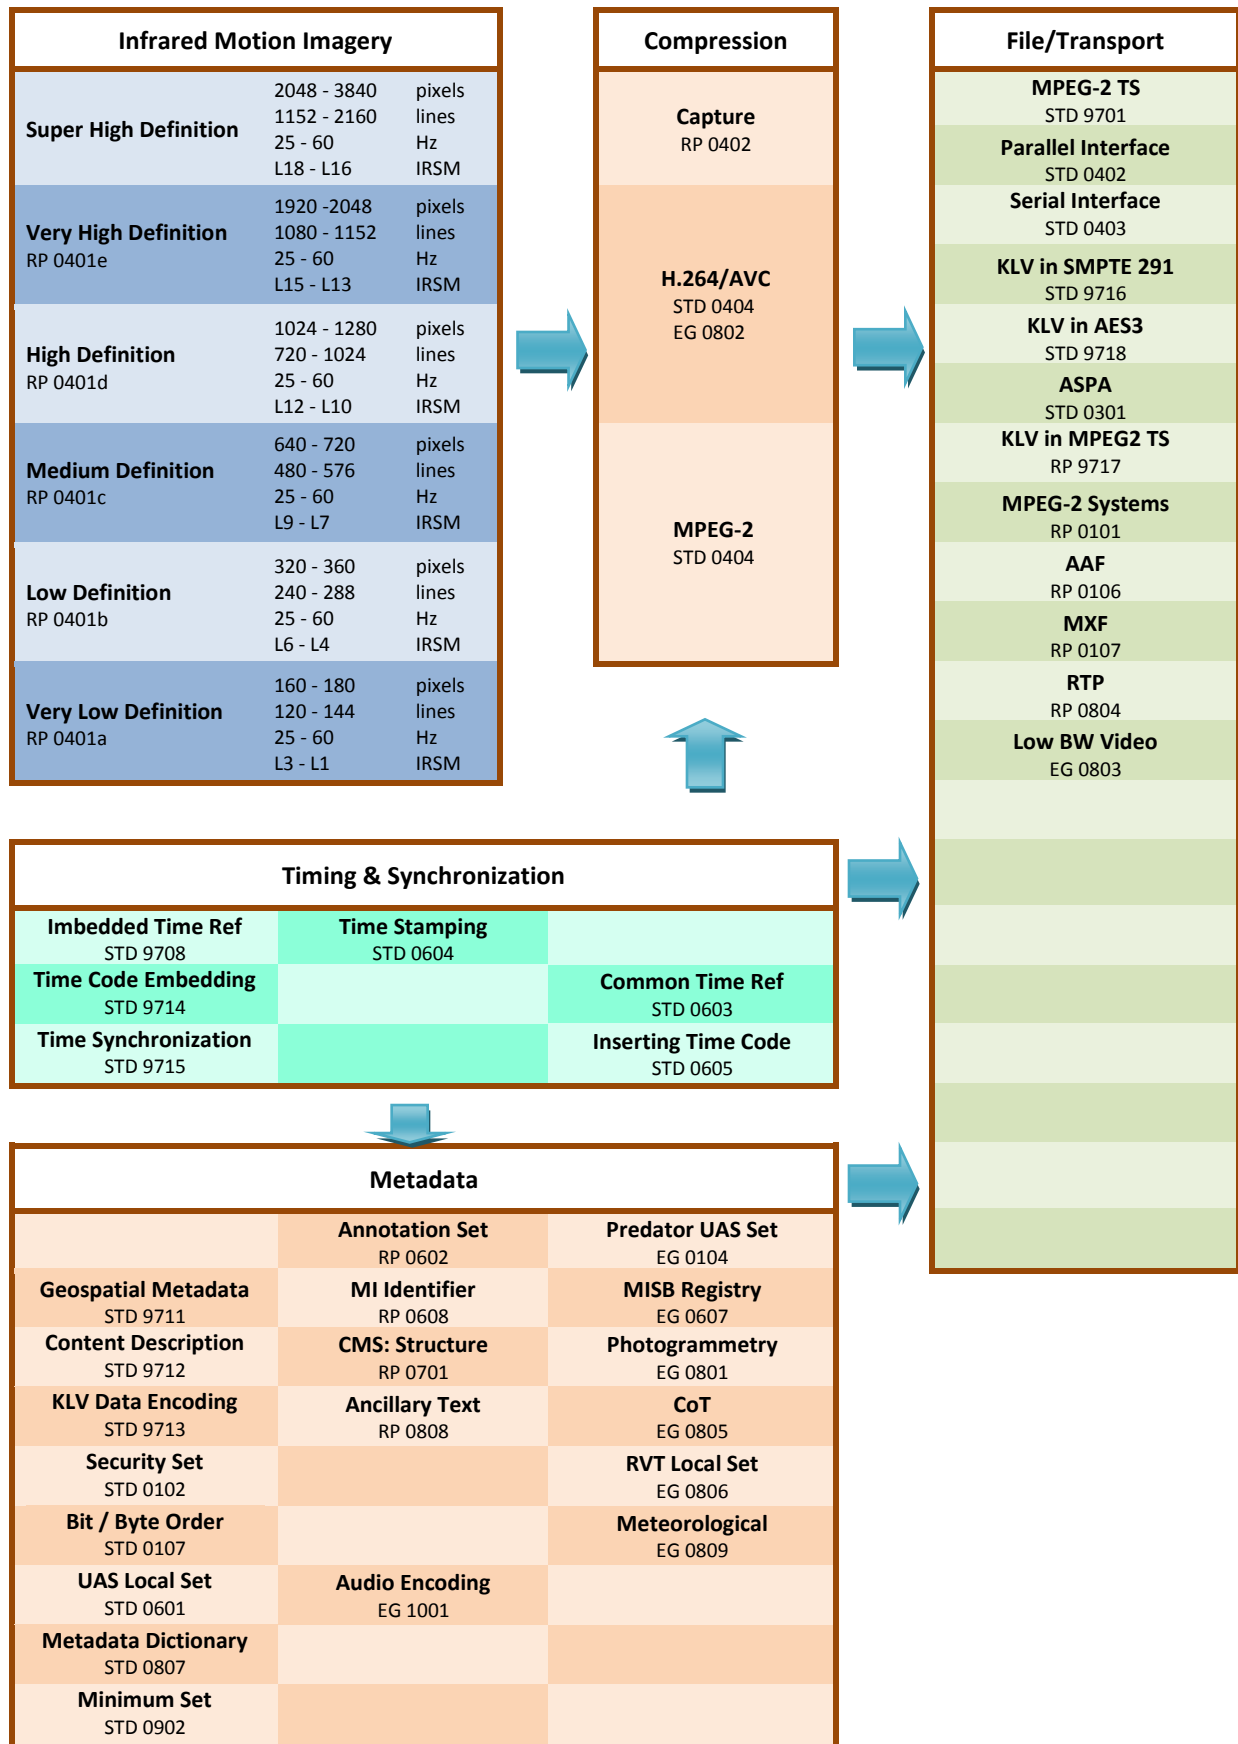 Infrared Motion Imagery
Super High Definition
2048 - 3840 pixels
1152 - 2160 lines
25 - 60 Hz
L18 - L16 IRSM
Very High Definition
RP 0401e
1920 -2048 pixels
1080 - 1152 lines
25 - 60 Hz
L15 - L13 IRSM
High Definition
RP 0401d
1024 - 1280 pixels
720 - 1024 lines
25 - 60 Hz
L12 - L10 IRSM
Medium Definition
RP 0401c
640 - 720 pixels
480 - 576 lines
25 - 60 Hz
L9 - L7 IRSM
Low Definition
RP 0401b
320 - 360 pixels
240 - 288 lines
25 - 60 Hz
L6 - L4 IRSM
Very Low Definition
RP 0401a
160 - 180 pixels
120 - 144 lines
25 - 60 Hz
L3 - L1 IRSM
Compression
Capture
RP 0402
H.264/AVC
STD 0404
EG 0802
MPEG-2
STD 0404
File/Transport
MPEG-2 TS
STD 9701
Parallel Interface
STD 0402
Serial Interface
STD 0403
KLV in SMPTE 291
STD 9716
KLV in AES3
STD 9718
ASPA
STD 0301
KLV in MPEG2 TS
RP 9717
MPEG-2 Systems
RP 0101
AAF
RP 0106
MXF
RP 0107
RTP
RP 0804
Low BW Video
EG 0803
Timing & Synchronization
Imbedded Time Ref
STD 9708
Time Stamping
STD 0604
Time Code Embedding
STD 9714
Common Time Ref
STD 0603
Time Synchronization
STD 9715
Inserting Time Code
STD 0605
Metadata
Annotation Set
RP 0602
Predator UAS Set
EG 0104
Geospatial Metadata
STD 9711
MI Identifier
RP 0608
MISB Registry
EG 0607
Content Description
STD 9712
CMS: Structure
RP 0701
Photogrammetry
EG 0801
KLV Data Encoding
STD 9713
Ancillary Text
RP 0808
CoT
EG 0805
Security Set
STD 0102
RVT Local Set
EG 0806
Bit / Byte Order
STD 0107
Meteorological
EG 0809
UAS Local Set
STD 0601
Audio Encoding
EG 1001
Metadata Dictionary
STD 0807
Minimum Set
STD 0902